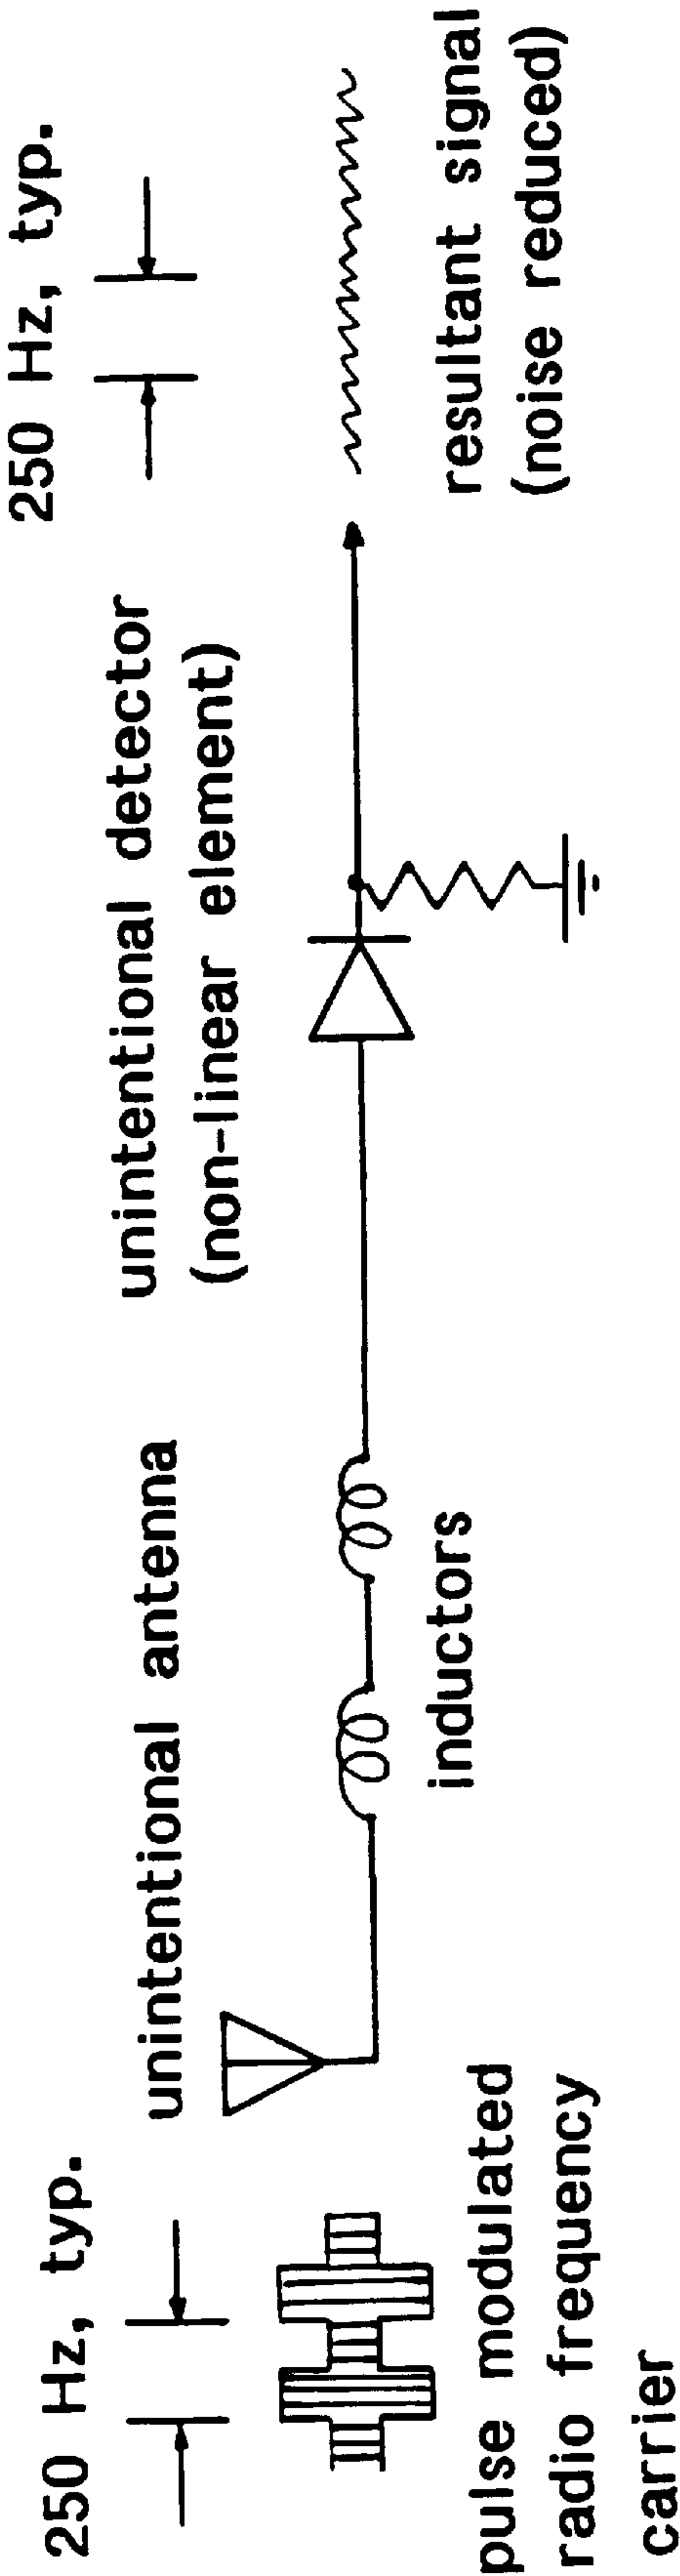 250 Hz, typ.
pulse modulated
radio frequency
carrier
unintentional antenna
inductors
unintentional detector
(non-linear element)
250 Hz, typ.
resultant signal
(noise reduced)